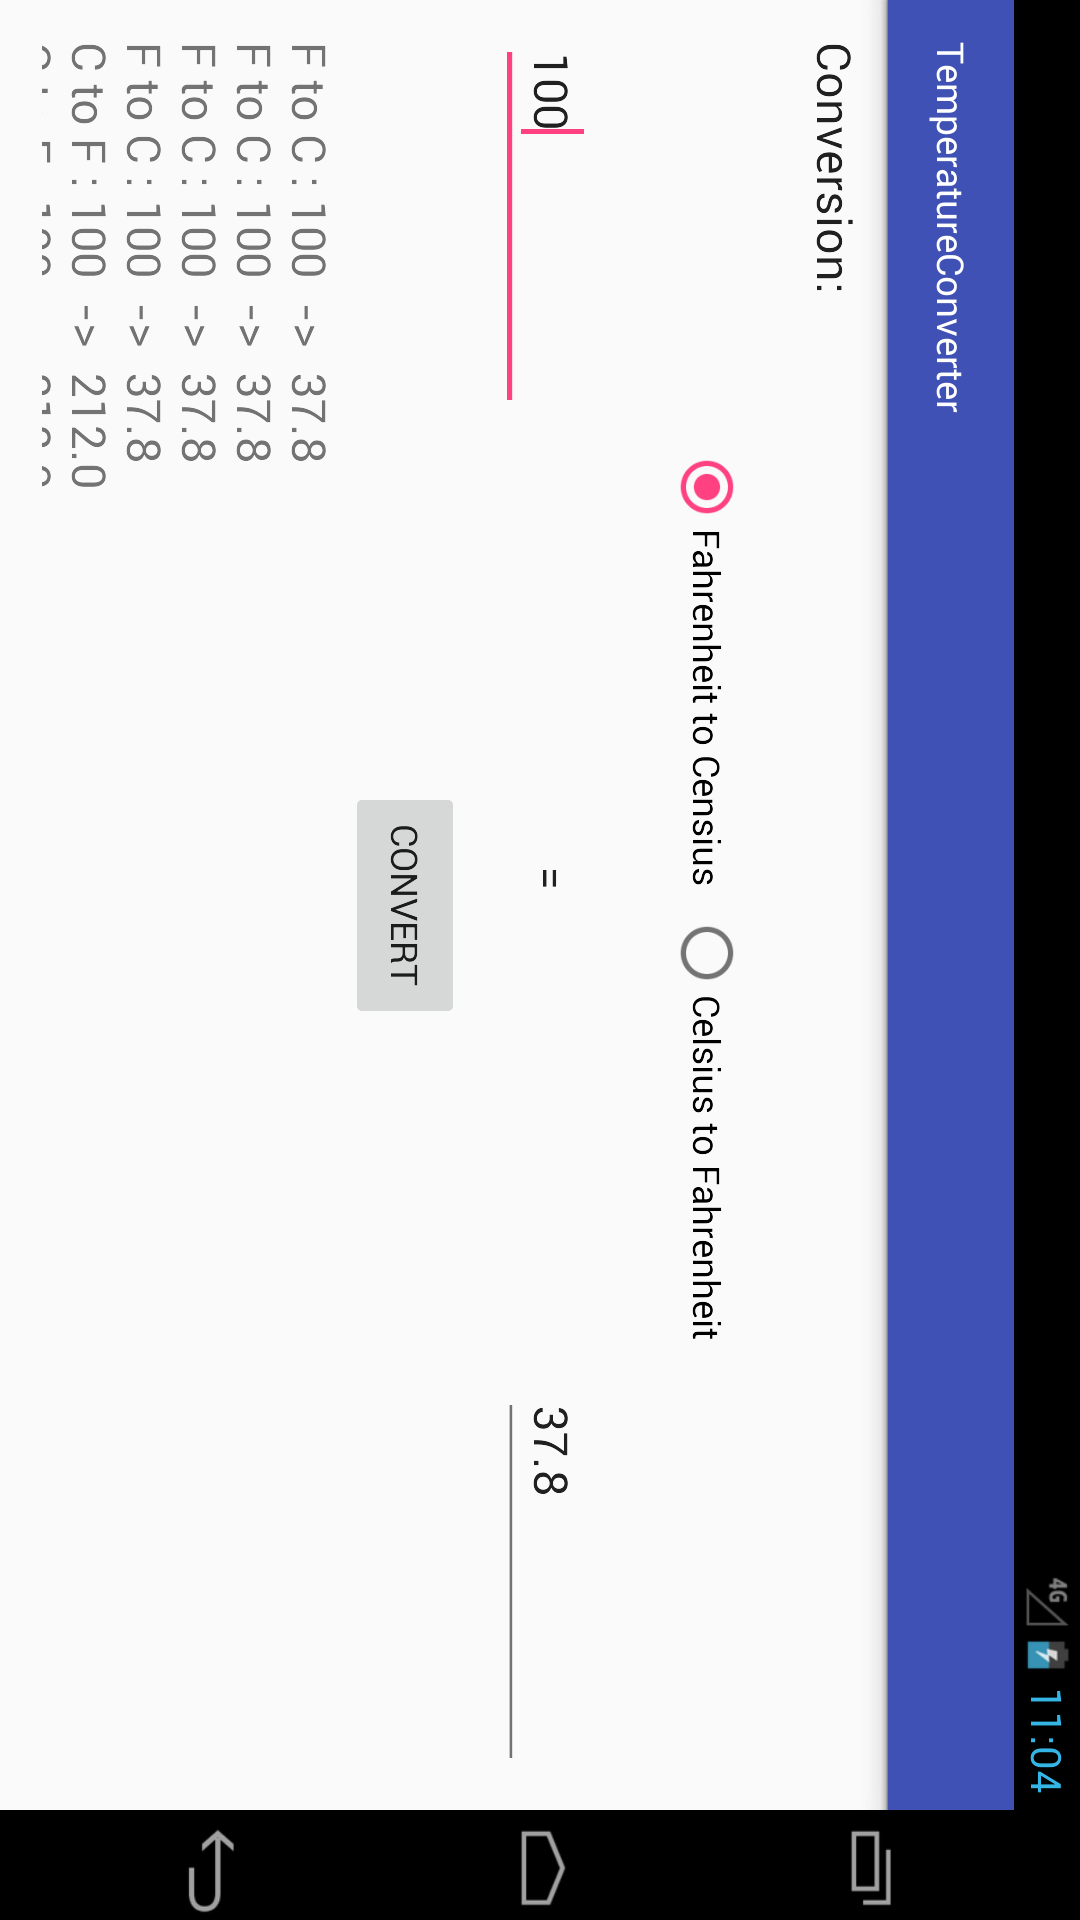 4G 11:04
TemperatureConverter
Conversion:
Fahrenheit to Censius Celsius to Fahrenheit
100 = 37.8
CONVERT
F to C : 100 -> 37.8
F to C : 100 -> 37.8
F to C : 100 -> 37.8
F to C : 100 -> 37.8
C to F : 100 -> 212.0